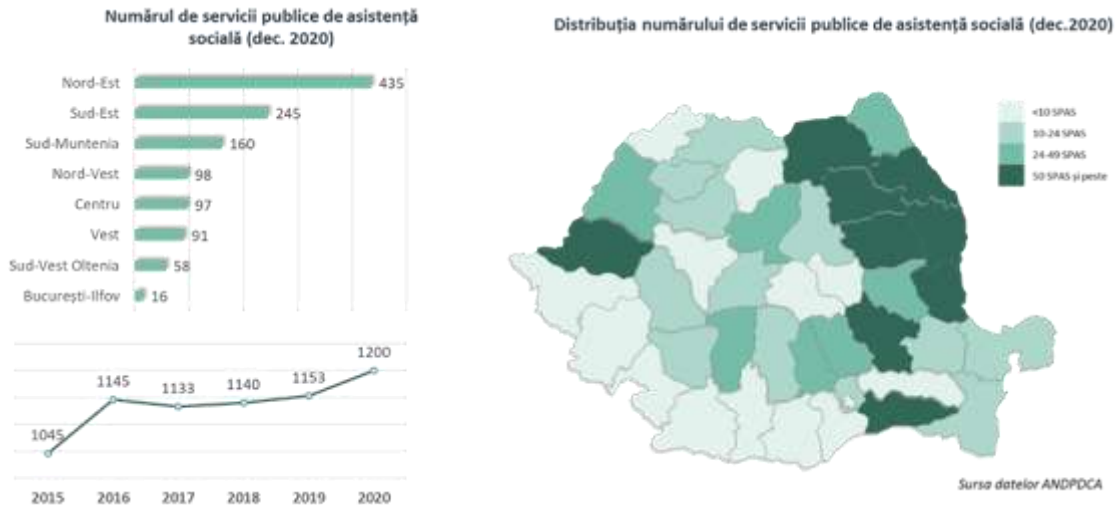 Numărul de servicii publice de asistență
socială (dec. 2020)
Nord-Est 435
Sud-Est 245
Sud-Muntenia 160
Nord-Vest 98
Centru 97
Vest 91
Sud-Vest Oltenia 58
București-Ilfov 16
1045 1145 1133 1140 1153 1200
2015 2016 2017 2018 2019 2020
Distribuția numărului de servicii publice de asistență socială (dec.2020)
<10 SPAS
10-24 SPAS
24-49 SPAS
50 SPAS și peste
Sursa datelor ANDPDCA